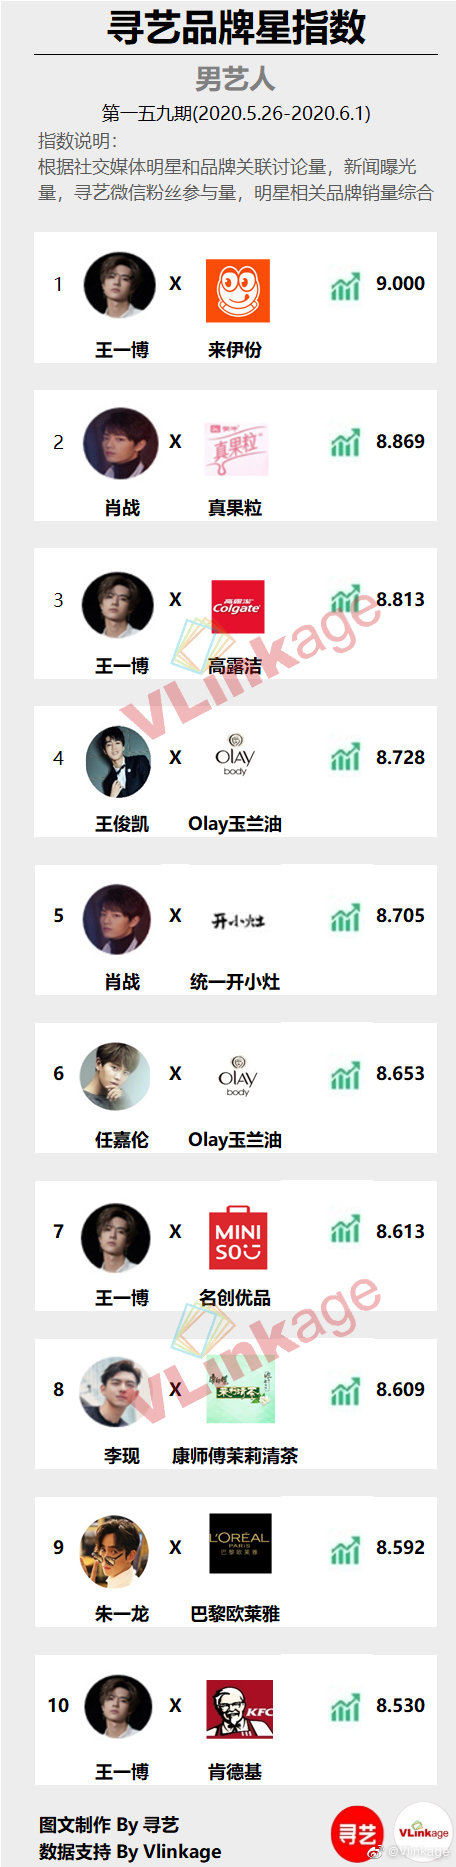 寻艺品牌星指数
男艺人
第一五九期(2020.5.26-2020.6.1)
指数说明：
根据社交媒体明星和品牌关联讨论量，新闻曝光
量，寻艺微信粉丝参与量，明星相关品牌销量综合
1 X 9.000
王一博 来伊份
2 X 真果粒 8.869
肖战 真果粒
3 X 高露洁 Colgate 8.813
王一博 高露洁
VLinkage
4 X OLAY body 8.728
王俊凯 Olay玉兰油
5 X 开小灶 8.705
肖战 统一开小灶
6 X OLAY body 8.653
任嘉伦 Olay玉兰油
7 X MINI SO 8.613
王一博 名创优品
VLinkage
8 X 茉莉清茶 8.609
李现 康师傅茉莉清茶
9 X L'ORÉAL PARIS 巴黎欧莱雅 8.592
朱一龙 巴黎欧莱雅
10 X KFC 8.530
王一博 肯德基
图文制作 By 寻艺
数据支持 By Vlinkage
寻艺 VLinkage
@Vlinkage